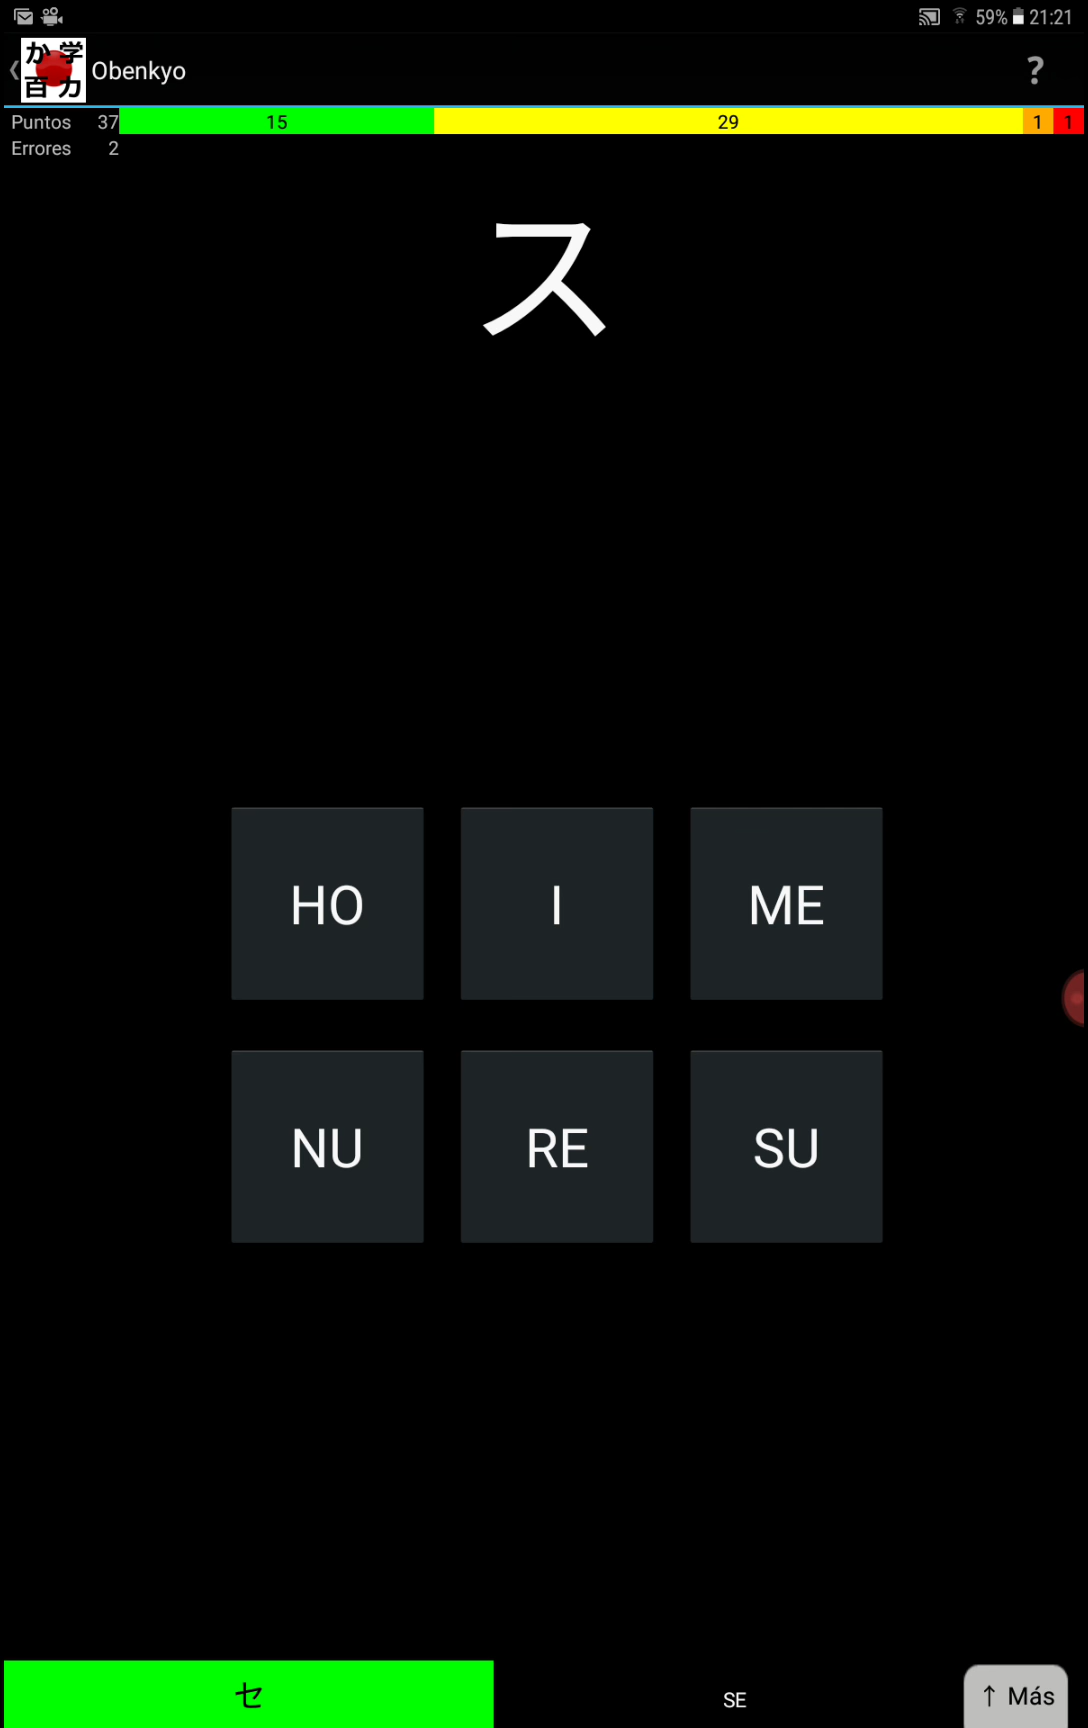 59% 21:21
か学
百力
Obenkyo ?
Puntos 37 15 29 1 1
Errores 2
ス
HO I ME
NU RE SU
セ SE ↑ Más